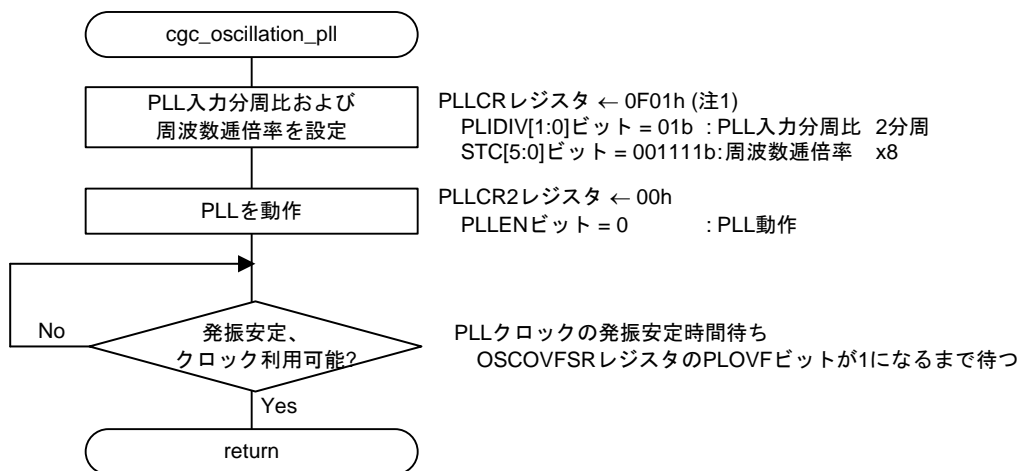 cgc_oscillation_pll
PLL入力分周比および
周波数逓倍率を設定
PLLCRレジスタ ← 0F01h (注1)
PLIDIV[1:0]ビット = 01b : PLL入力分周比 2分周
STC[5:0]ビット = 001111b:周波数逓倍率 x8
PLLを動作
PLLCR2レジスタ ← 00h
PLLENビット = 0 : PLL動作
No
発振安定、
クロック利用可能?
PLLクロックの発振安定時間待ち
OSCOVFSRレジスタのPLOVFビットが1になるまで待つ
Yes
return